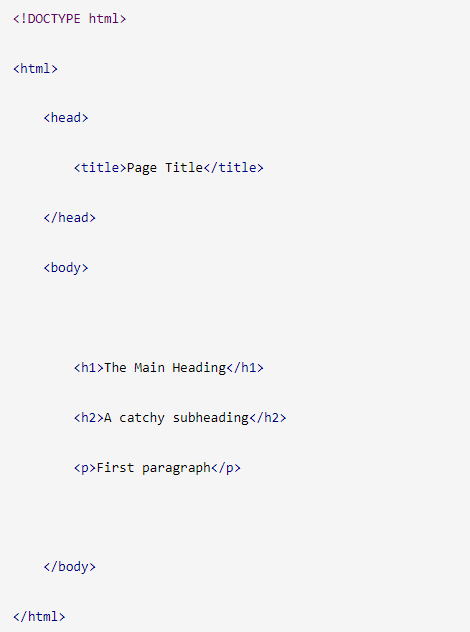 <!DOCTYPE html>
<html>
<head>
<title>Page Title</title>
</head>
<body>
<h1>The Main Heading</h1>
<h2>A catchy subheading</h2>
<p>First paragraph</p>
</body>
</html>